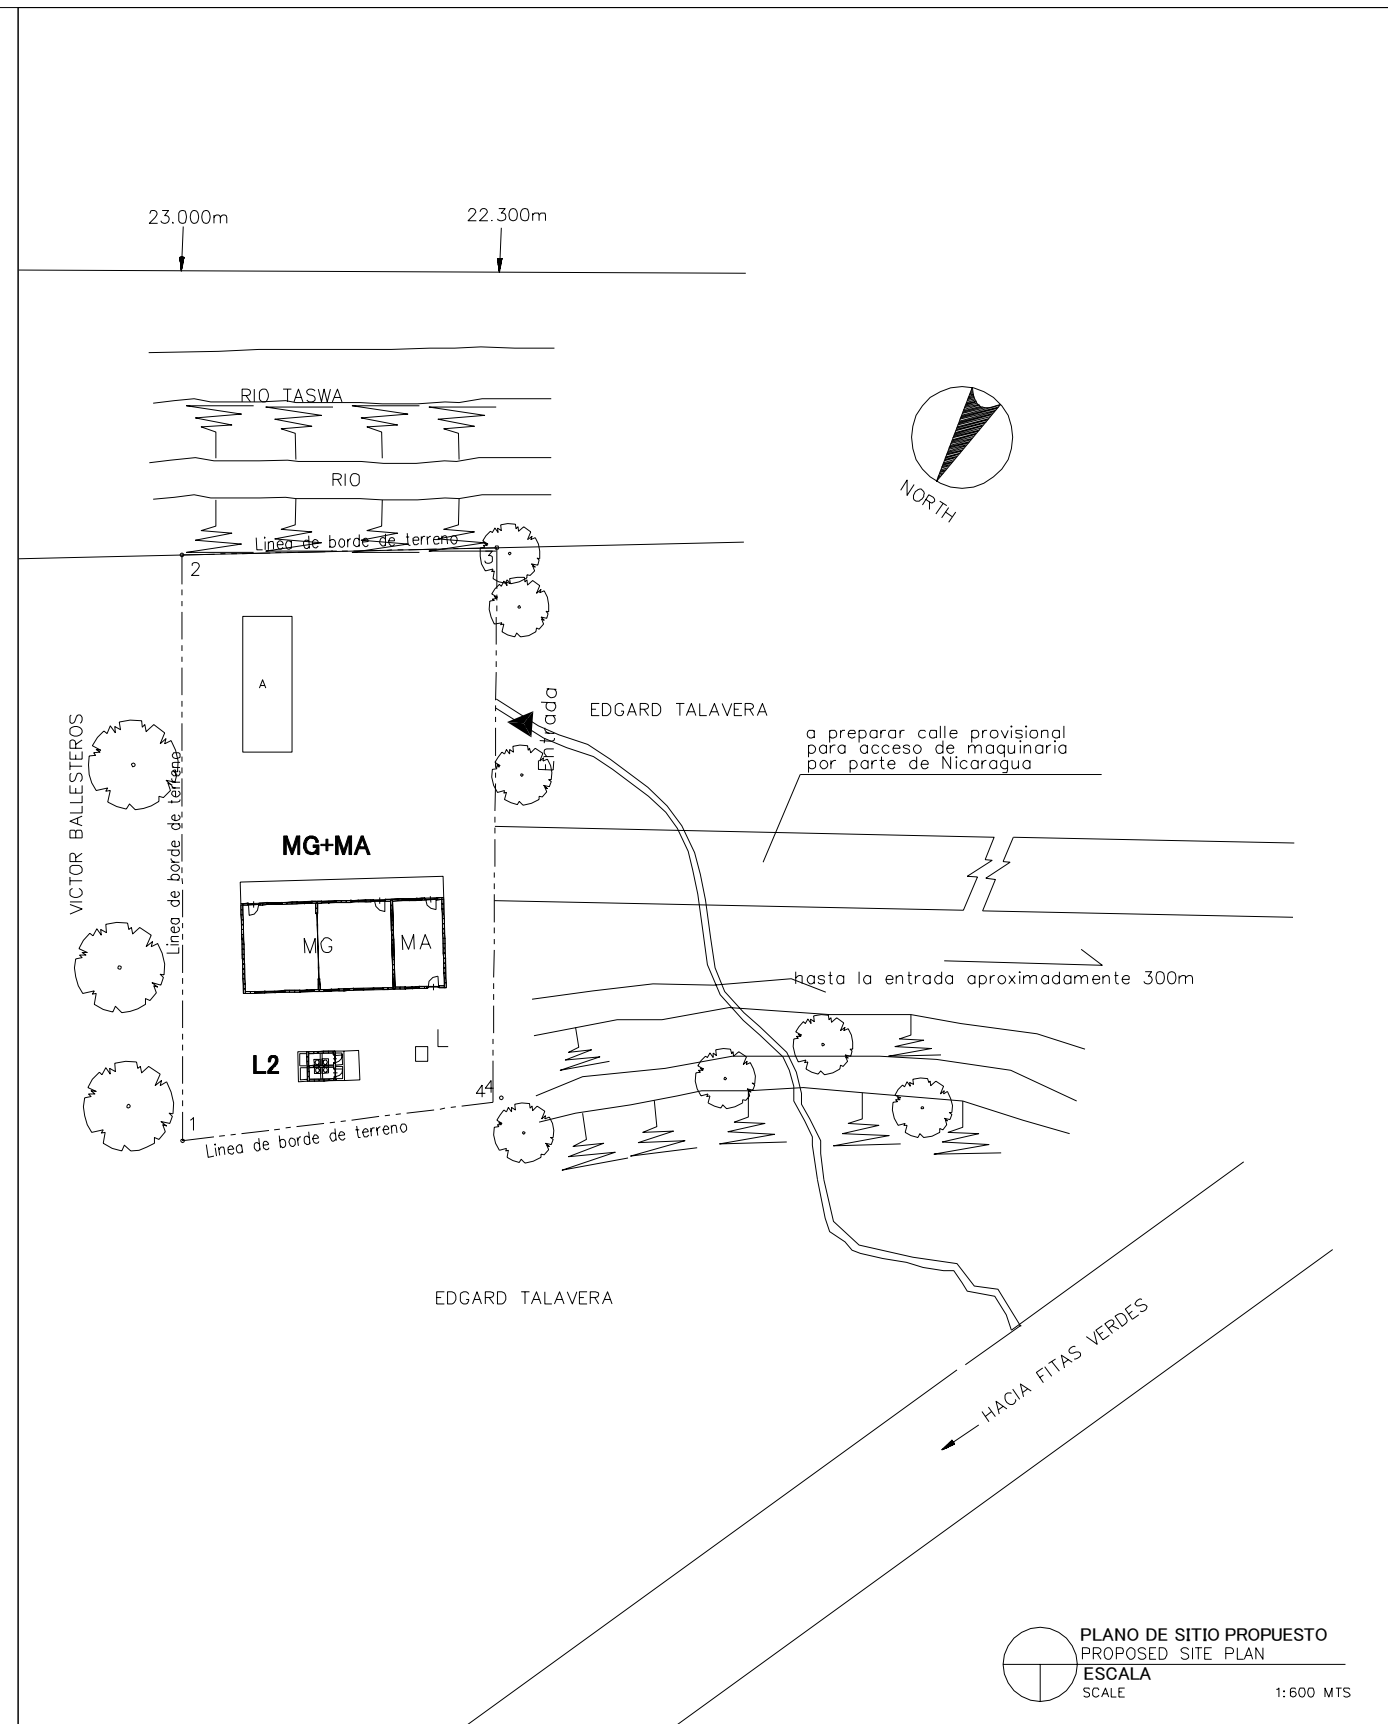 23.000m
22.300m
RIO TASWA
RIO
NORTH
Linea de borde de terreno
2
3
A
Entrada
EDGARD TALAVERA
a preparar calle provisional
para acceso de maquinaria
por parte de Nicaragua
VICTOR BALLESTEROS
Linea de borde de terreno
MG+MA
MG
MA
hasta la entrada aproximadamente 300m
L
L2
4
4
1
Linea de borde de terreno
EDGARD TALAVERA
HACIA FITAS VERDES
PLANO DE SITIO PROPUESTO
PROPOSED SITE PLAN
ESCALA
SCALE 1:600 MTS